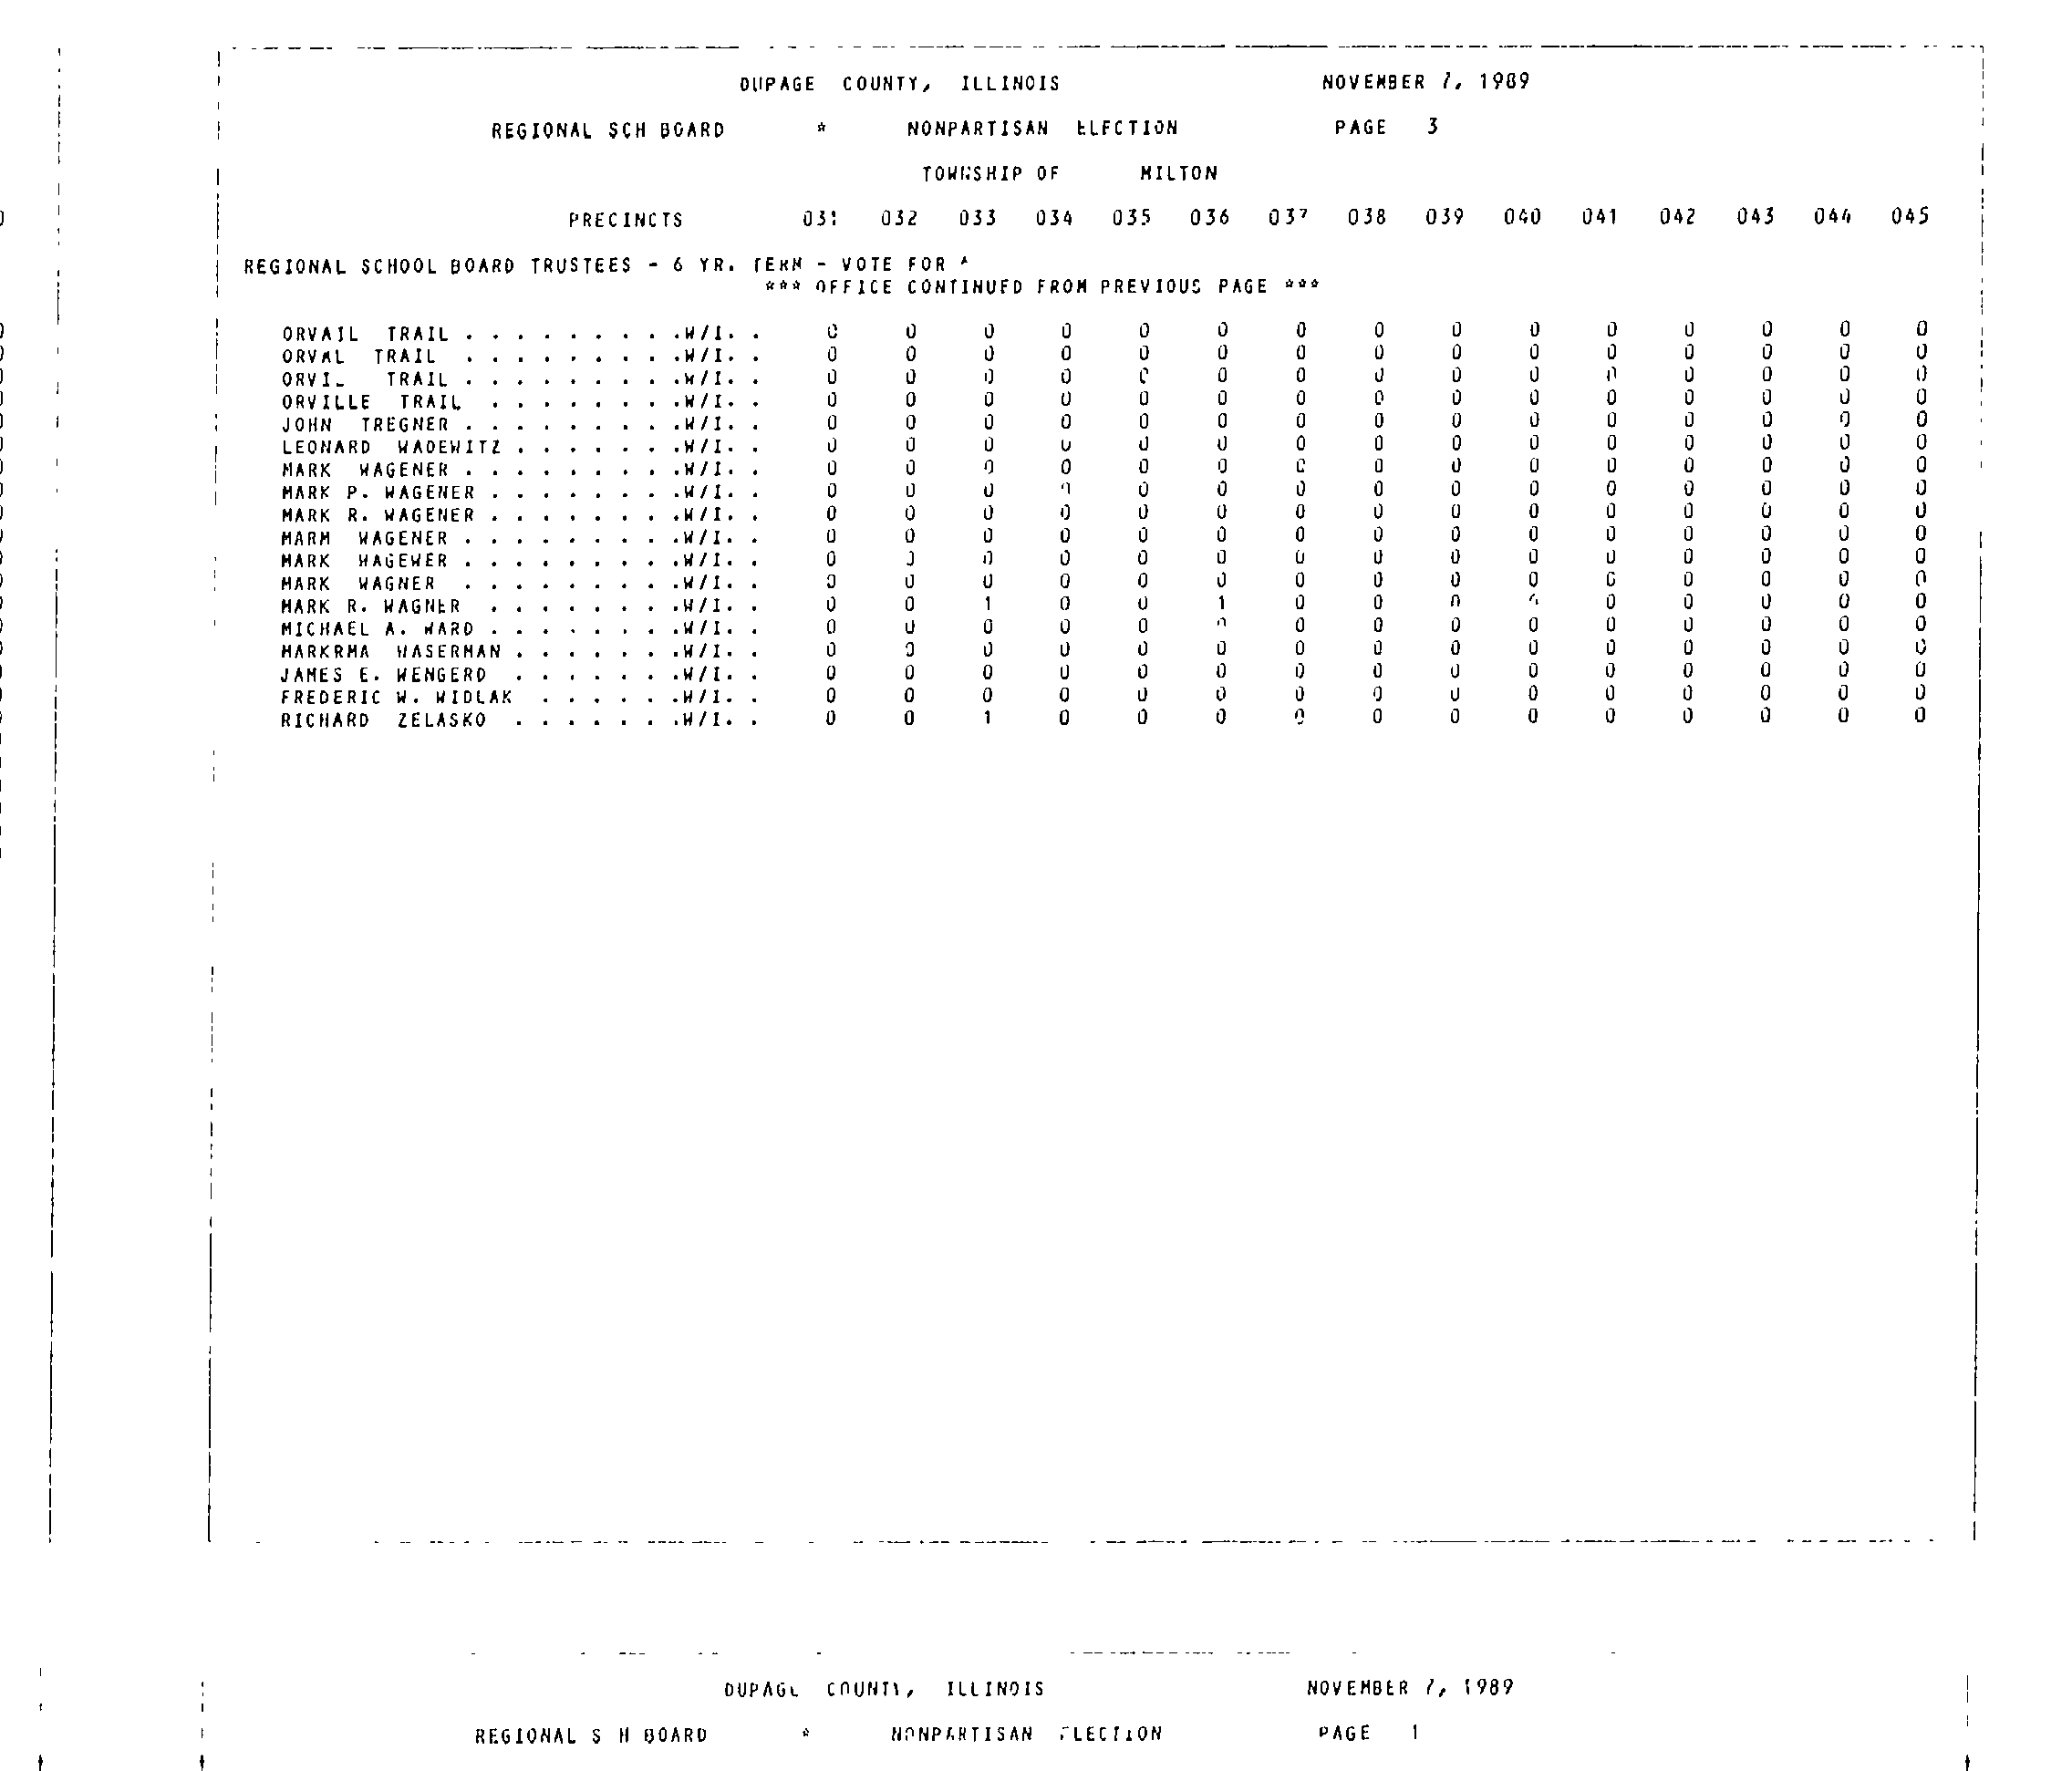 DUPAGE COUNTY, ILLINOIS NOVEMBER 7, 1989
REGIONAL SCH BOARD * NONPARTISAN ELECTION PAGE 3
TOWNSHIP OF MILTON
PRECINCTS 031 032 033 034 035 036 037 038 039 040 041 042 043 044 045
REGIONAL SCHOOL BOARD TRUSTEES - 6 YR. TERM - VOTE FOR
*** OFFICE CONTINUED FROM PREVIOUS PAGE ***
ORVAIL TRAIL . . . . . . . . .W/I. . 0 0 0 0 0 0 0 0 0 0 0 0 0 0 0
ORVAL TRAIL . . . . . . . . .W/I. . 0 0 0 0 0 0 0 0 0 0 0 0 0 0 0
ORVIL TRAIL . . . . . . . . .W/I. . 0 0 0 0 0 0 0 0 0 0 0 0 0 0 0
ORVILLE TRAIL . . . . . . . .W/I. . 0 0 0 0 0 0 0 0 0 0 0 0 0 0 0
JOHN TREGNER . . . . . . . . .W/I. . 0 0 0 0 0 0 0 0 0 0 0 0 0 0 0
LEONARD WADEWITZ . . . . . . .W/I. . 0 0 0 0 0 0 0 0 0 0 0 0 0 0 0
MARK WAGENER . . . . . . . . .W/I. . 0 0 0 0 0 0 0 0 0 0 0 0 0 0 0
MARK P. WAGENER . . . . . . . .W/I. . 0 0 0 0 0 0 0 0 0 0 0 0 0 0 0
MARK R. WAGENER . . . . . . . .W/I. . 0 0 0 0 0 0 0 0 0 0 0 0 0 0 0
MARM WAGENER . . . . . . . . .W/I. . 0 0 0 0 0 0 0 0 0 0 0 0 0 0 0
MARK WAGEWER . . . . . . . . .W/I. . 0 0 0 0 0 0 0 0 0 0 0 0 0 0 0
MARK WAGNER . . . . . . . . .W/I. . 0 0 0 0 0 0 0 0 0 0 0 0 0 0 0
MARK R. WAGNER . . . . . . . .W/I. . 0 0 1 0 0 1 0 0 0 0 0 0 0 0 0
MICHAEL A. WARD . . . . . . . .W/I. . 0 0 0 0 0 0 0 0 0 0 0 0 0 0 0
MARKRMA WASERMAN . . . . . . .W/I. . 0 0 0 0 0 0 0 0 0 0 0 0 0 0 0
JAMES E. WENGERD . . . . . . .W/I. . 0 0 0 0 0 0 0 0 0 0 0 0 0 0 0
FREDERIC W. WIDLAK . . . . . .W/I. . 0 0 0 0 0 0 0 0 0 0 0 0 0 0 0
RICHARD ZELASKO . . . . . . .W/I. . 0 0 1 0 0 0 0 0 0 0 0 0 0 0 0
DUPAGE COUNTY, ILLINOIS NOVEMBER 7, 1989
REGIONAL S H BOARD * NONPARTISAN ELECTION PAGE 1